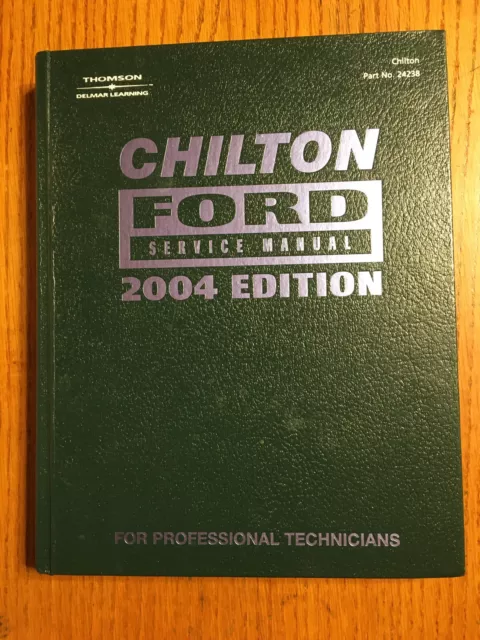 THOMSON
DELMAR LEARNING
Chilton
Part No. 24238
CHILTON
FORD
SERVICE MANUAL
2004 EDITION
FOR PROFESSIONAL TECHNICIANS